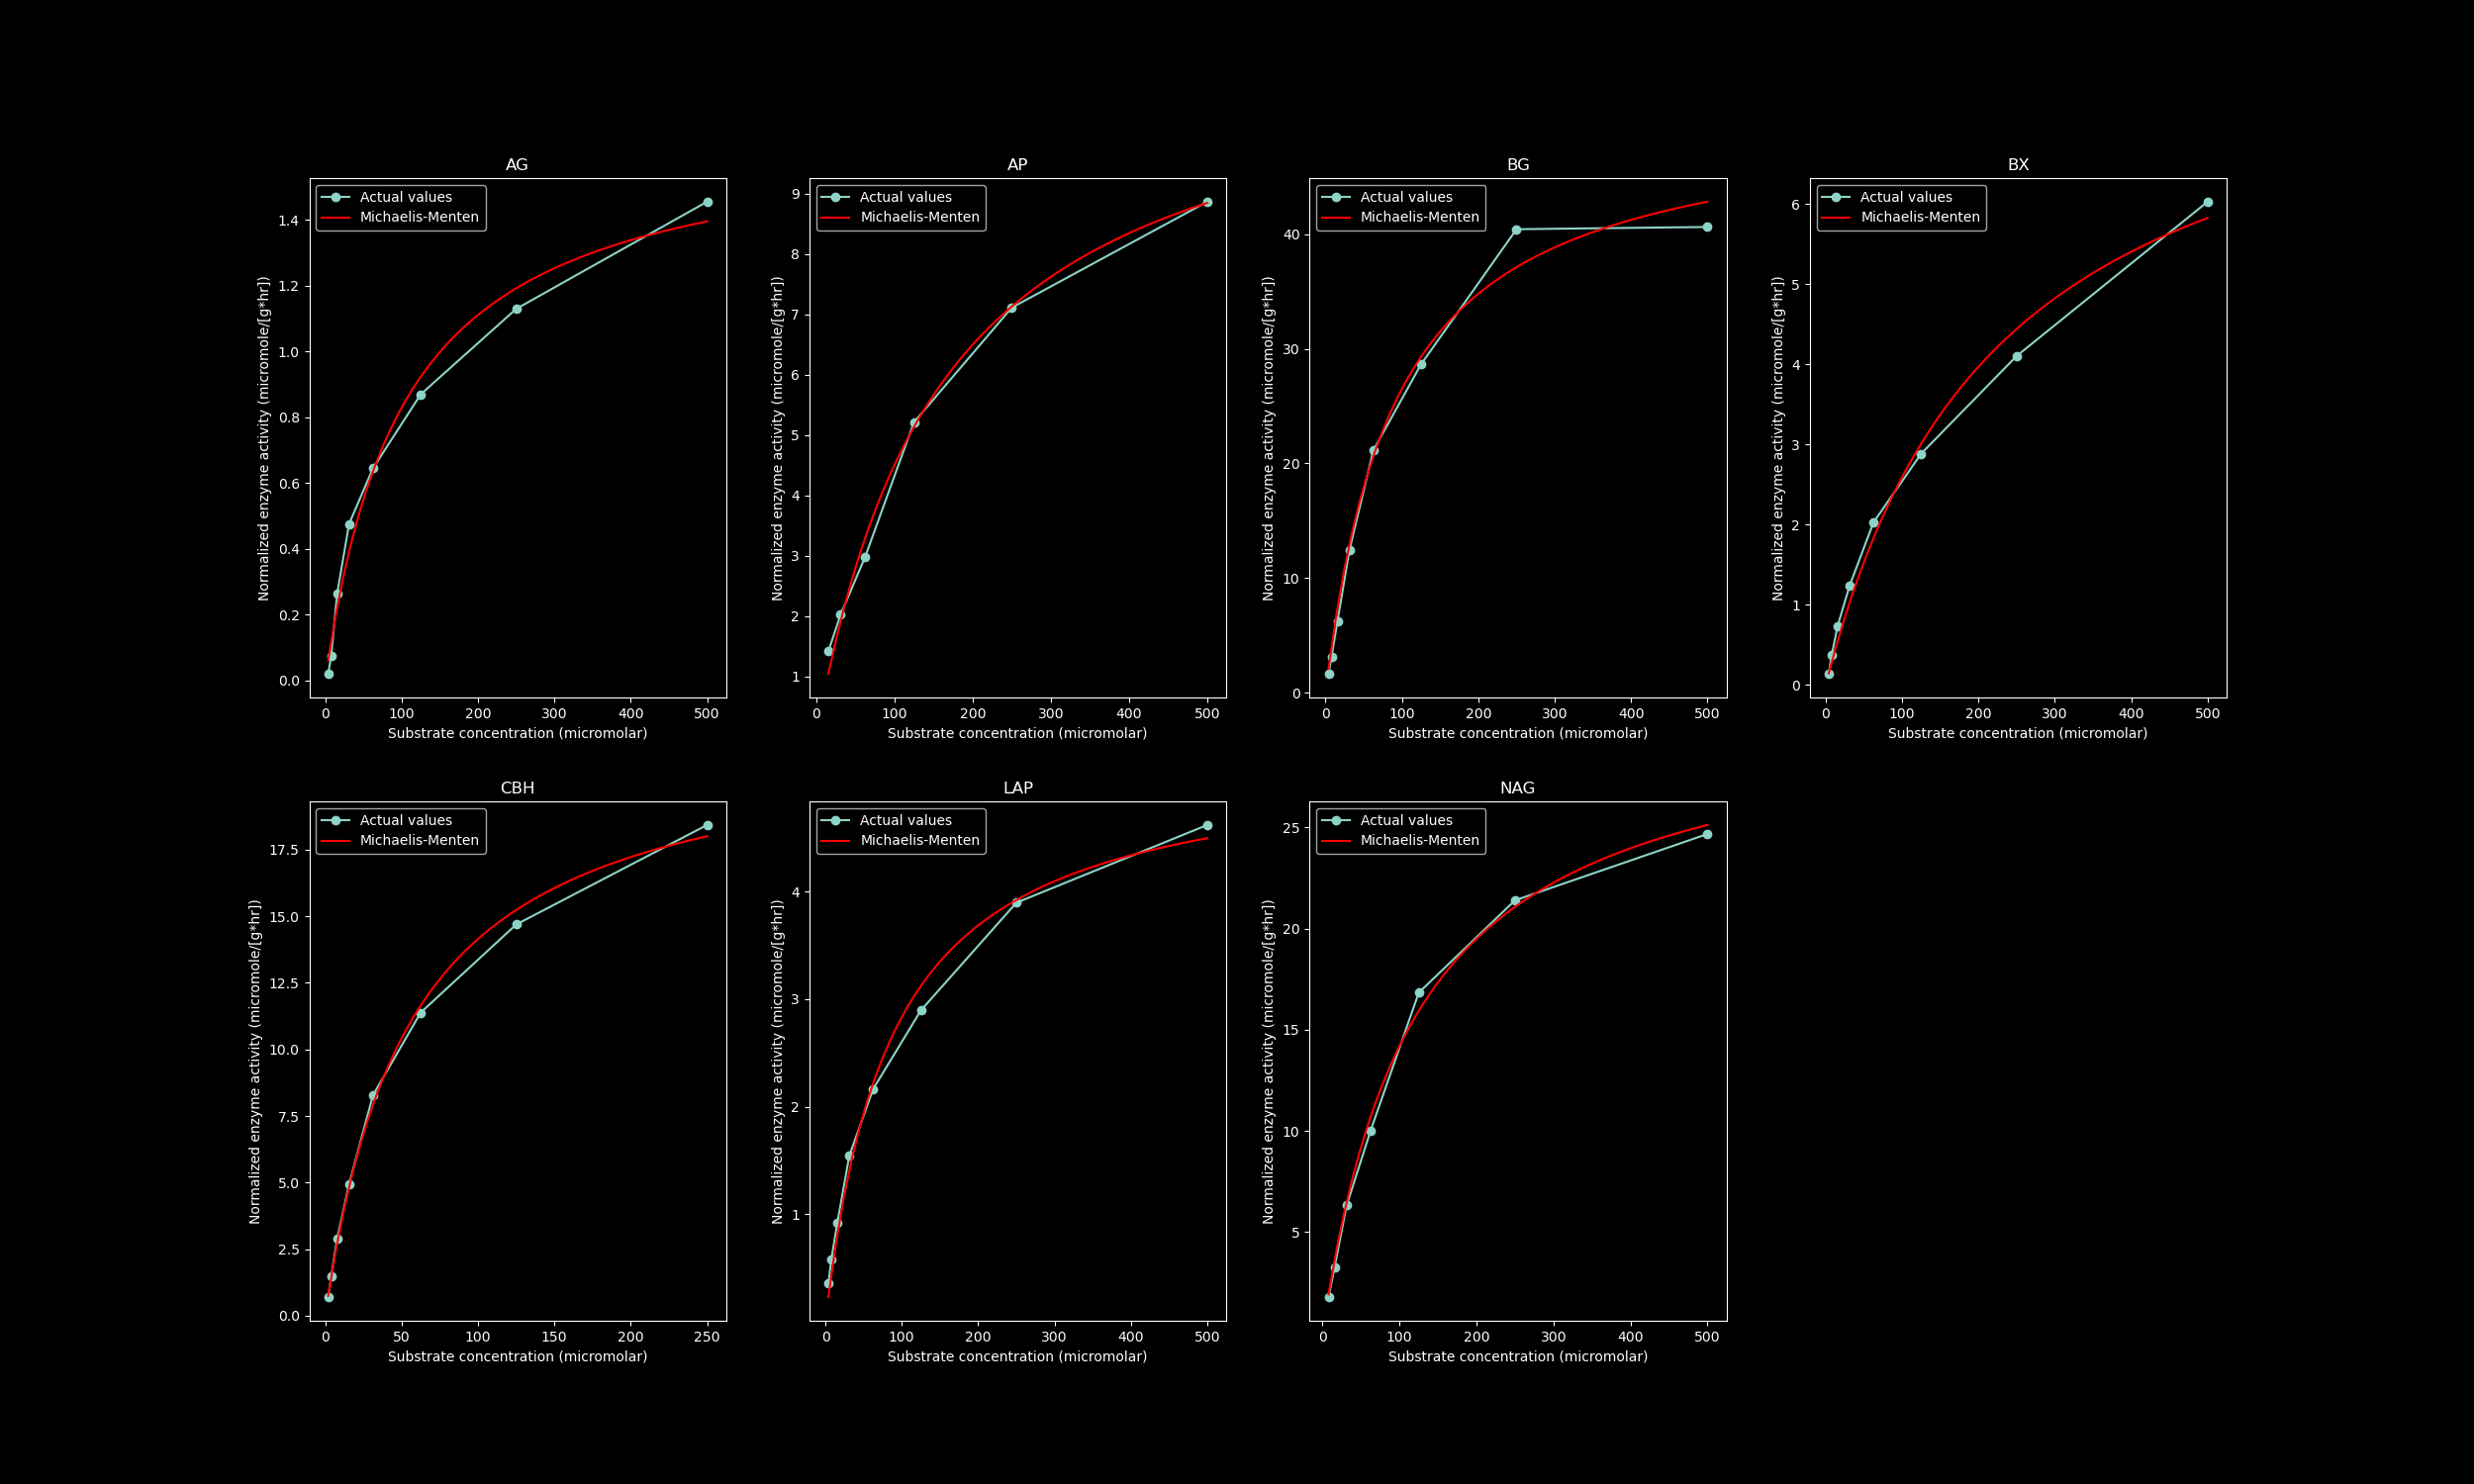 AG
Actual values
Michaelis-Menten
Normalized enzyme activity (micromole/[g*hr])
1.4
1.2
1.0
0.8
0.6
0.4
0.2
0.0
0 100 200 300 400 500
Substrate concentration (micromolar)
AP
Actual values
Michaelis-Menten
Normalized enzyme activity (micromole/[g*hr])
9
8
7
6
5
4
3
2
1
0 100 200 300 400 500
Substrate concentration (micromolar)
BG
Actual values
Michaelis-Menten
Normalized enzyme activity (micromole/[g*hr])
40
30
20
10
0
0 100 200 300 400 500
Substrate concentration (micromolar)
BX
Actual values
Michaelis-Menten
Normalized enzyme activity (micromole/[g*hr])
6
5
4
3
2
1
0
0 100 200 300 400 500
Substrate concentration (micromolar)
CBH
Actual values
Michaelis-Menten
Normalized enzyme activity (micromole/[g*hr])
17.5
15.0
12.5
10.0
7.5
5.0
2.5
0.0
0 50 100 150 200 250
Substrate concentration (micromolar)
LAP
Actual values
Michaelis-Menten
Normalized enzyme activity (micromole/[g*hr])
4
3
2
1
0 100 200 300 400 500
Substrate concentration (micromolar)
NAG
Actual values
Michaelis-Menten
Normalized enzyme activity (micromole/[g*hr])
25
20
15
10
5
0 100 200 300 400 500
Substrate concentration (micromolar)